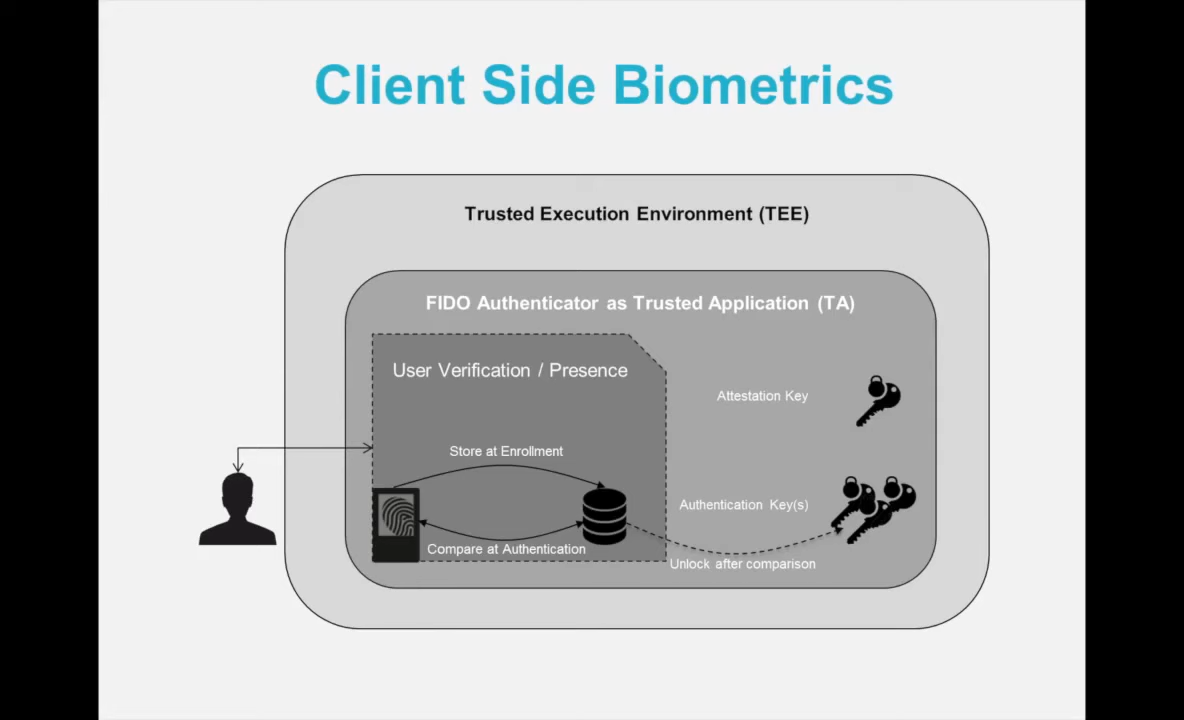 Client Side Biometrics
Trusted Execution Environment (TEE)
FIDO Authenticator as Trusted Application (TA)
User Verification / Presence
Attestation Key
Store at Enrollment
Authentication Key(s)
Compare at Authentication
Unlock after comparison